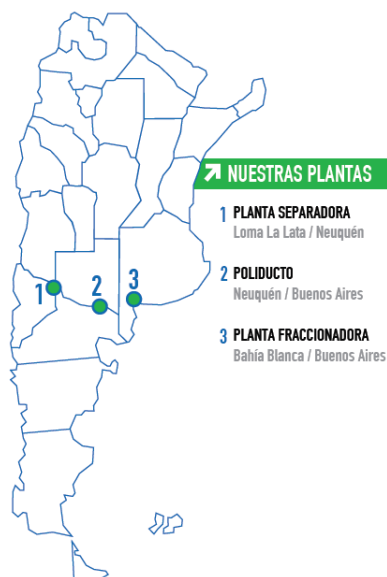 NUESTRAS PLANTAS
1 PLANTA SEPARADORA
Loma La Lata / Neuquén
2 POLIDUCTO
Neuquén / Buenos Aires
3 PLANTA FRACCIONADORA
Bahía Blanca / Buenos Aires
1
2
3